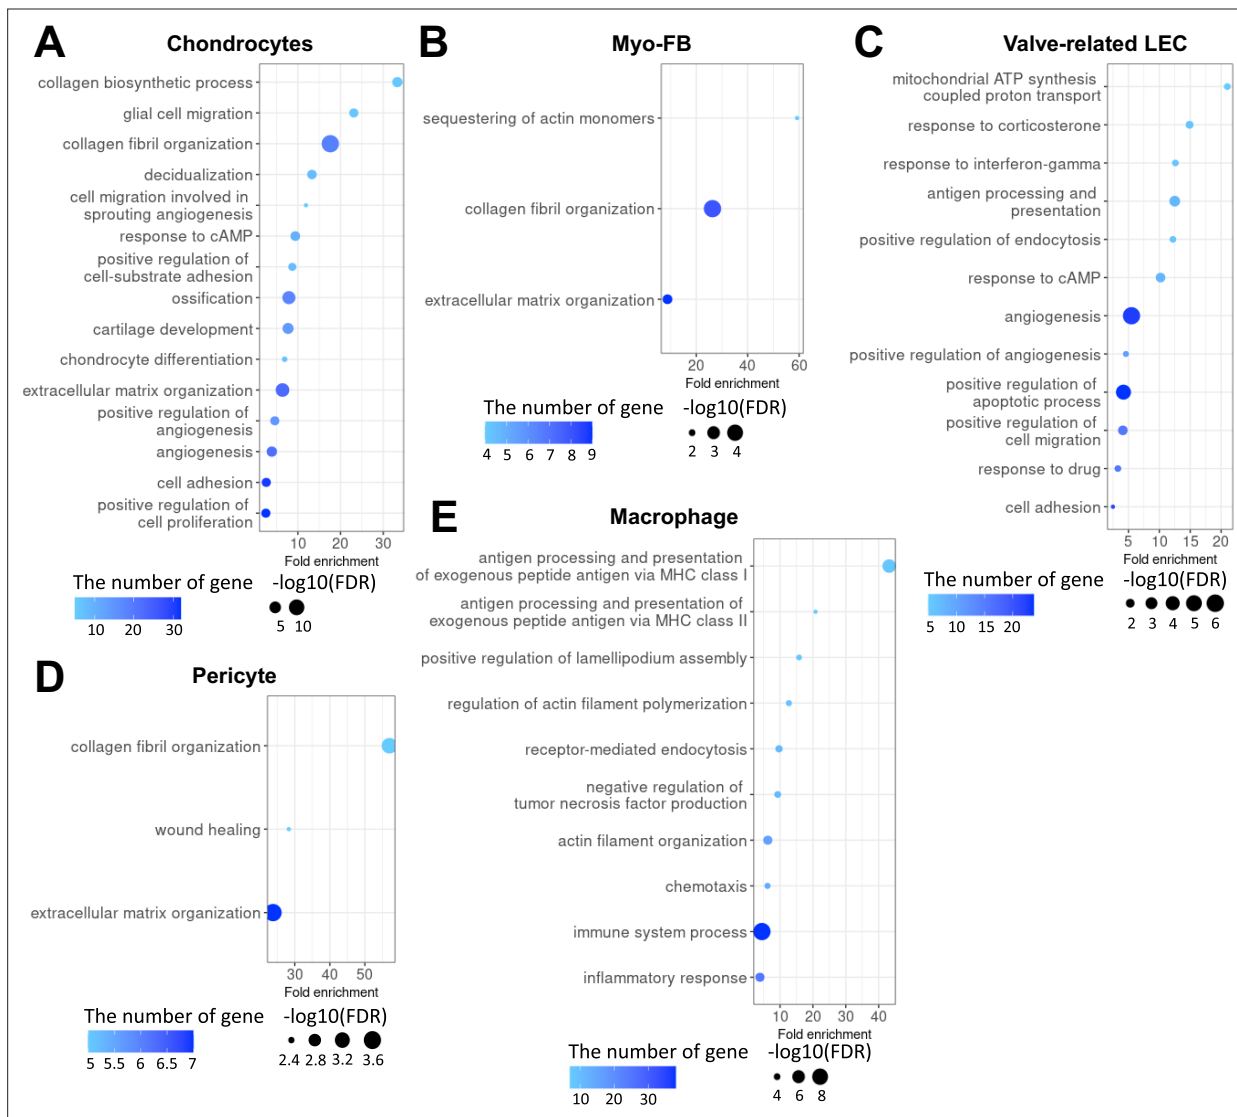 A
Chondrocytes
collagen biosynthetic process
glial cell migration
collagen fibril organization
decidualization
cell migration involved in
sprouting angiogenesis
response to cAMP
positive regulation of
cell-substrate adhesion
ossification
cartilage development
chondrocyte differentiation
extracellular matrix organization
positive regulation of
angiogenesis
angiogenesis
cell adhesion
positive regulation of
cell proliferation
10 20 30
Fold enrichment
The number of gene
10 20 30
-log10(FDR)
5 10
B
Myo-FB
sequestering of actin monomers
collagen fibril organization
extracellular matrix organization
20 40 60
Fold enrichment
The number of gene
4 5 6 7 8 9
-log10(FDR)
2 3 4
C
Valve-related LEC
mitochondrial ATP synthesis
coupled proton transport
response to corticosterone
response to interferon-gamma
antigen processing and
presentation
positive regulation of endocytosis
response to cAMP
angiogenesis
positive regulation of angiogenesis
positive regulation of
apoptotic process
positive regulation of
cell migration
response to drug
cell adhesion
5 10 15 20
Fold enrichment
The number of gene
5 10 15 20
-log10(FDR)
2 3 4 5 6
D
Pericyte
collagen fibril organization
wound healing
extracellular matrix organization
30 40 50
Fold enrichment
The number of gene
5 5.5 6 6.5 7
-log10(FDR)
2.4 2.8 3.2 3.6
E
Macrophage
antigen processing and presentation
of exogenous peptide antigen via MHC class I
antigen processing and presentation of
exogenous peptide antigen via MHC class II
positive regulation of lamellipodium assembly
regulation of actin filament polymerization
receptor-mediated endocytosis
negative regulation of
tumor necrosis factor production
actin filament organization
chemotaxis
immune system process
inflammatory response
10 20 30 40
Fold enrichment
The number of gene
10 20 30
-log10(FDR)
4 6 8